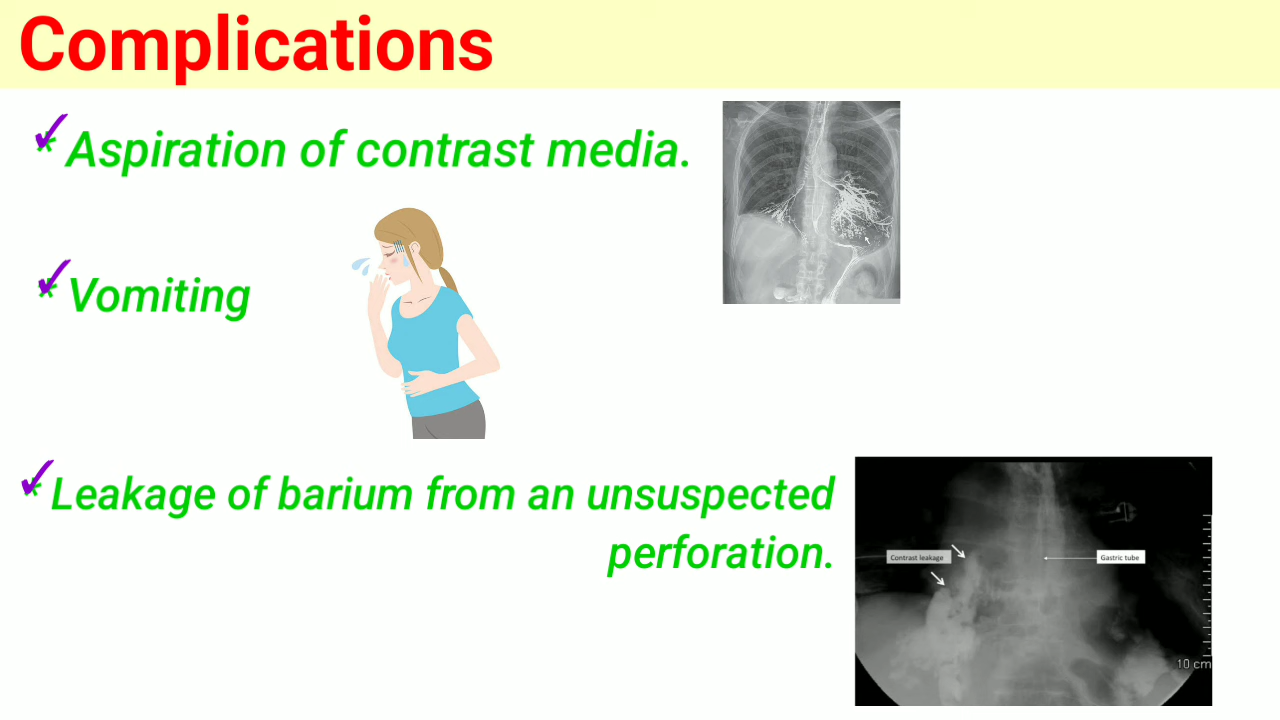 Complications
* Aspiration of contrast media.
* Vomiting
* Leakage of barium from an unsuspected
perforation.
Contrast leakage
Gastric tube
10 cm